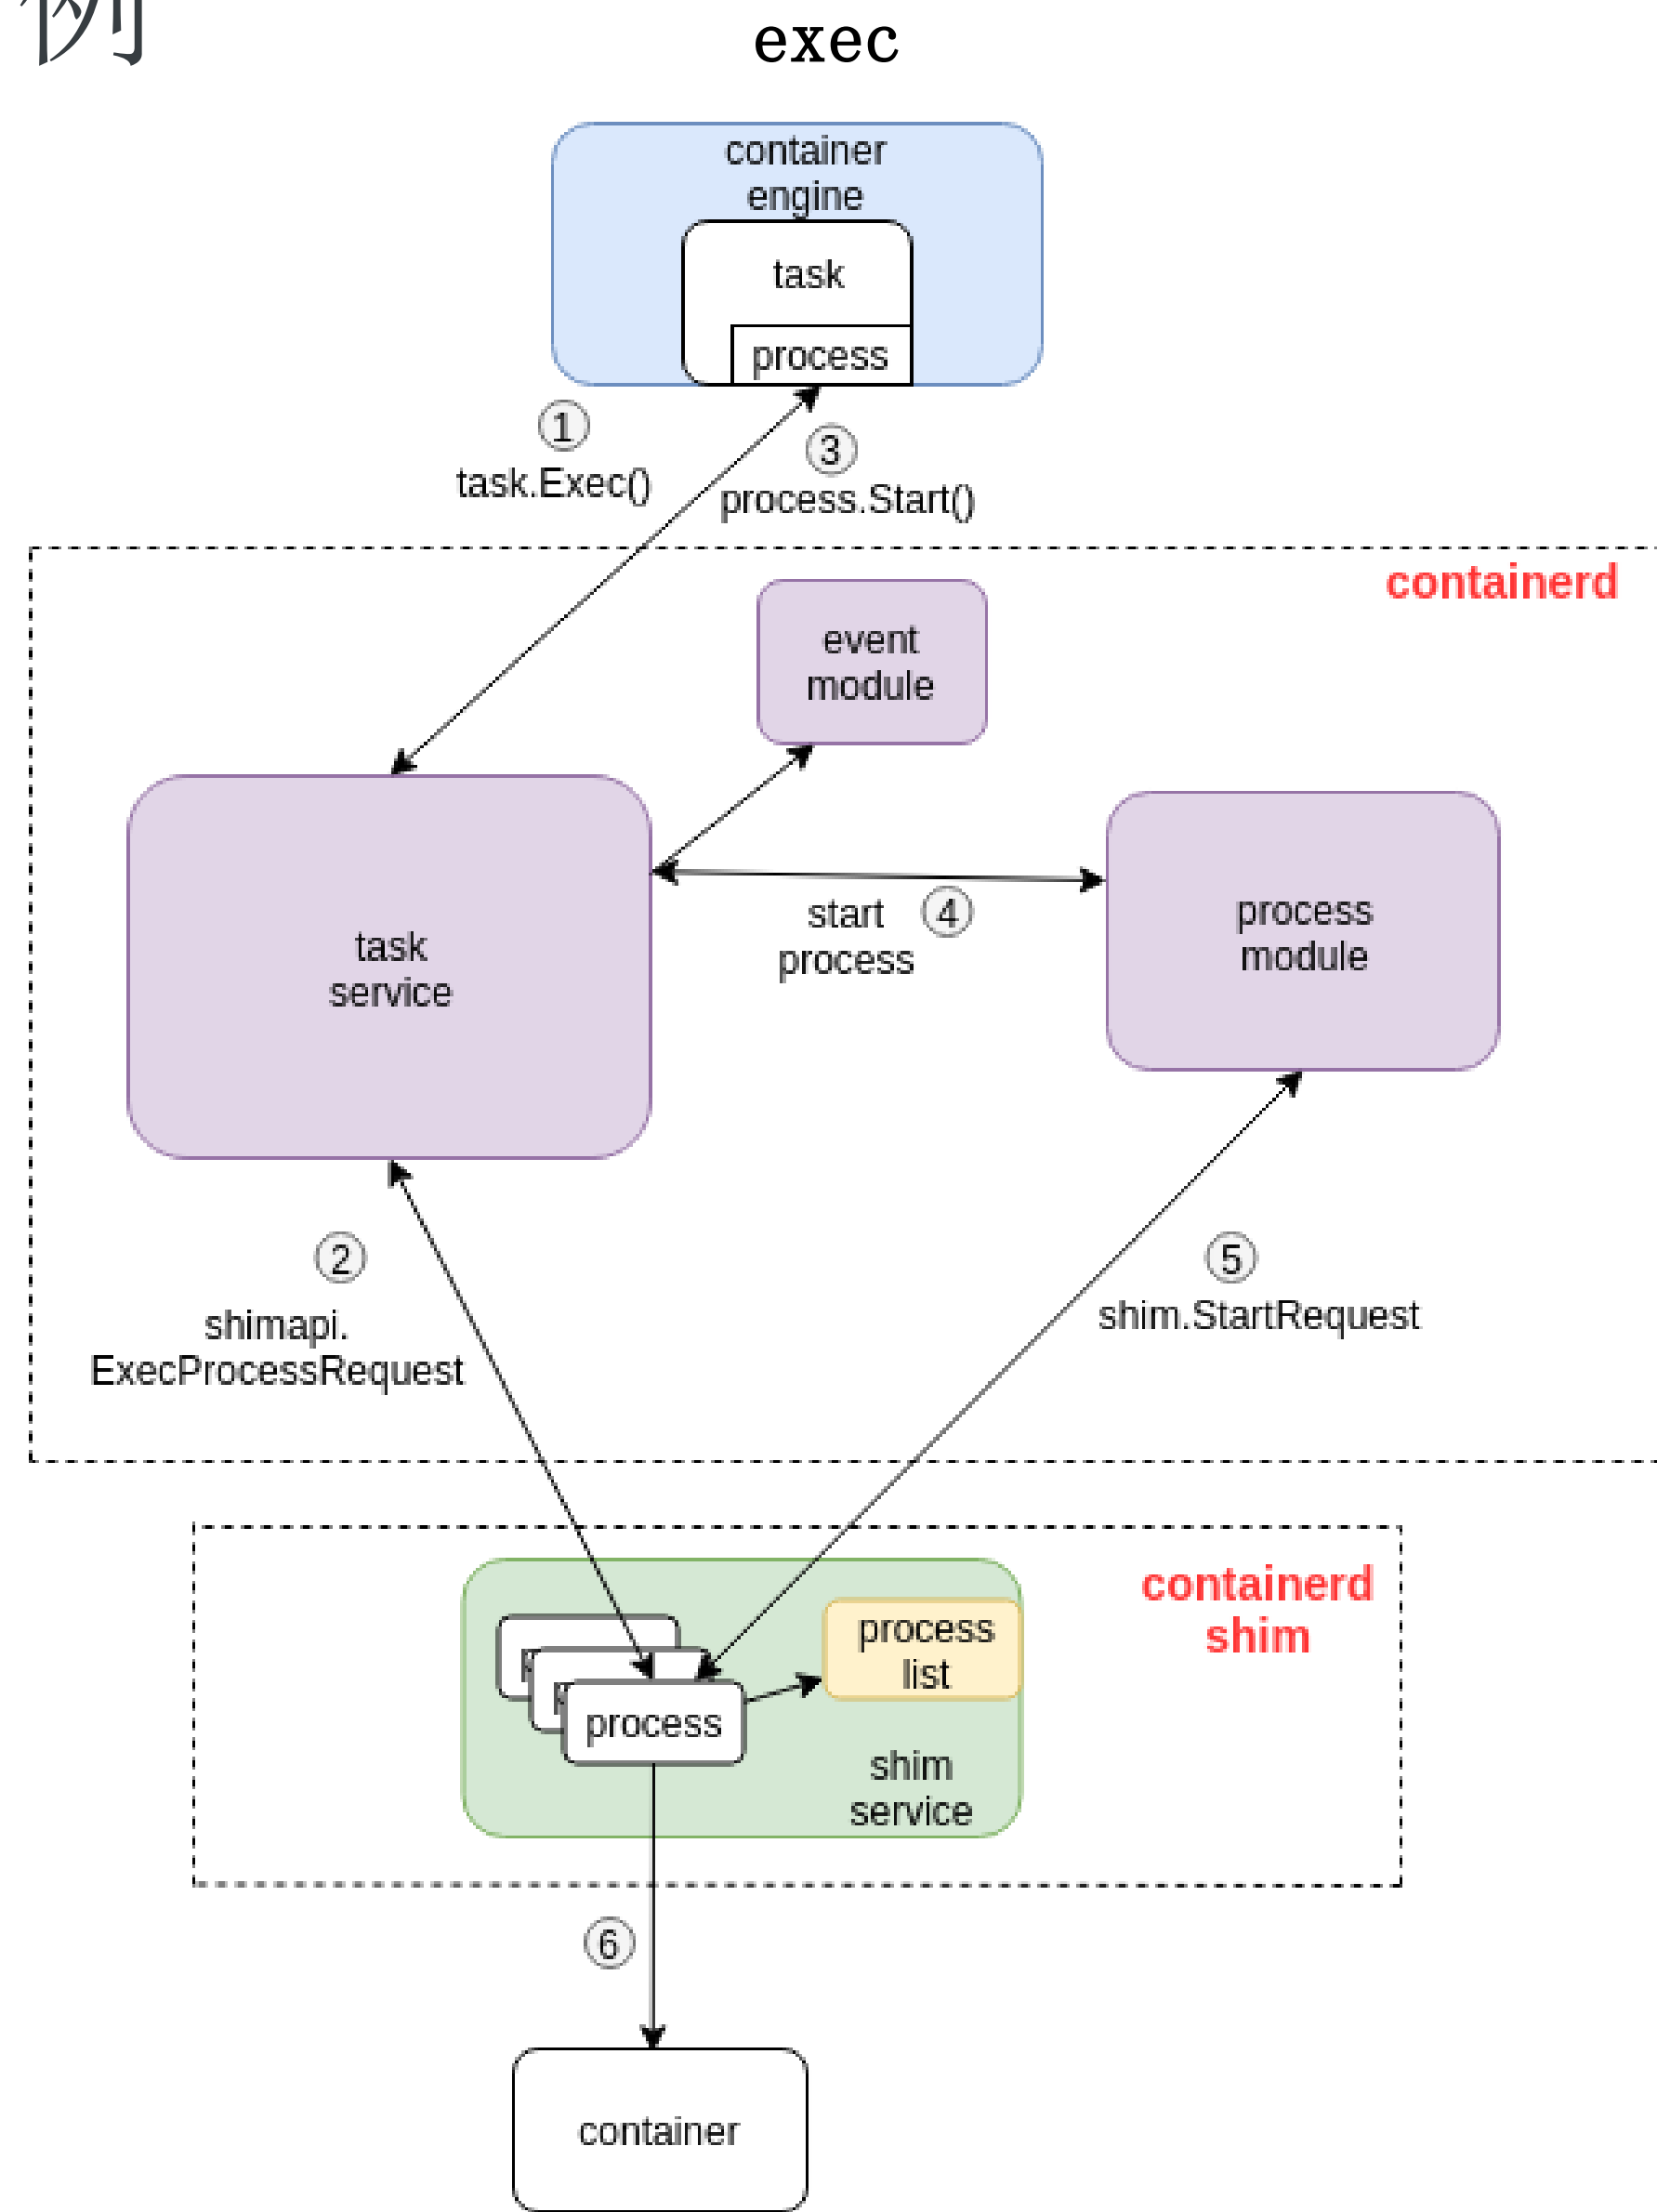 例
exec
container
engine
task
process
①
task.Exec()
③
process.Start()
containerd
event
module
task
service
start
process
④
process
module
②
shimapi.
ExecProcessRequest
⑤
shim.StartRequest
containerd
shim
process
list
process
shim
service
⑥
container